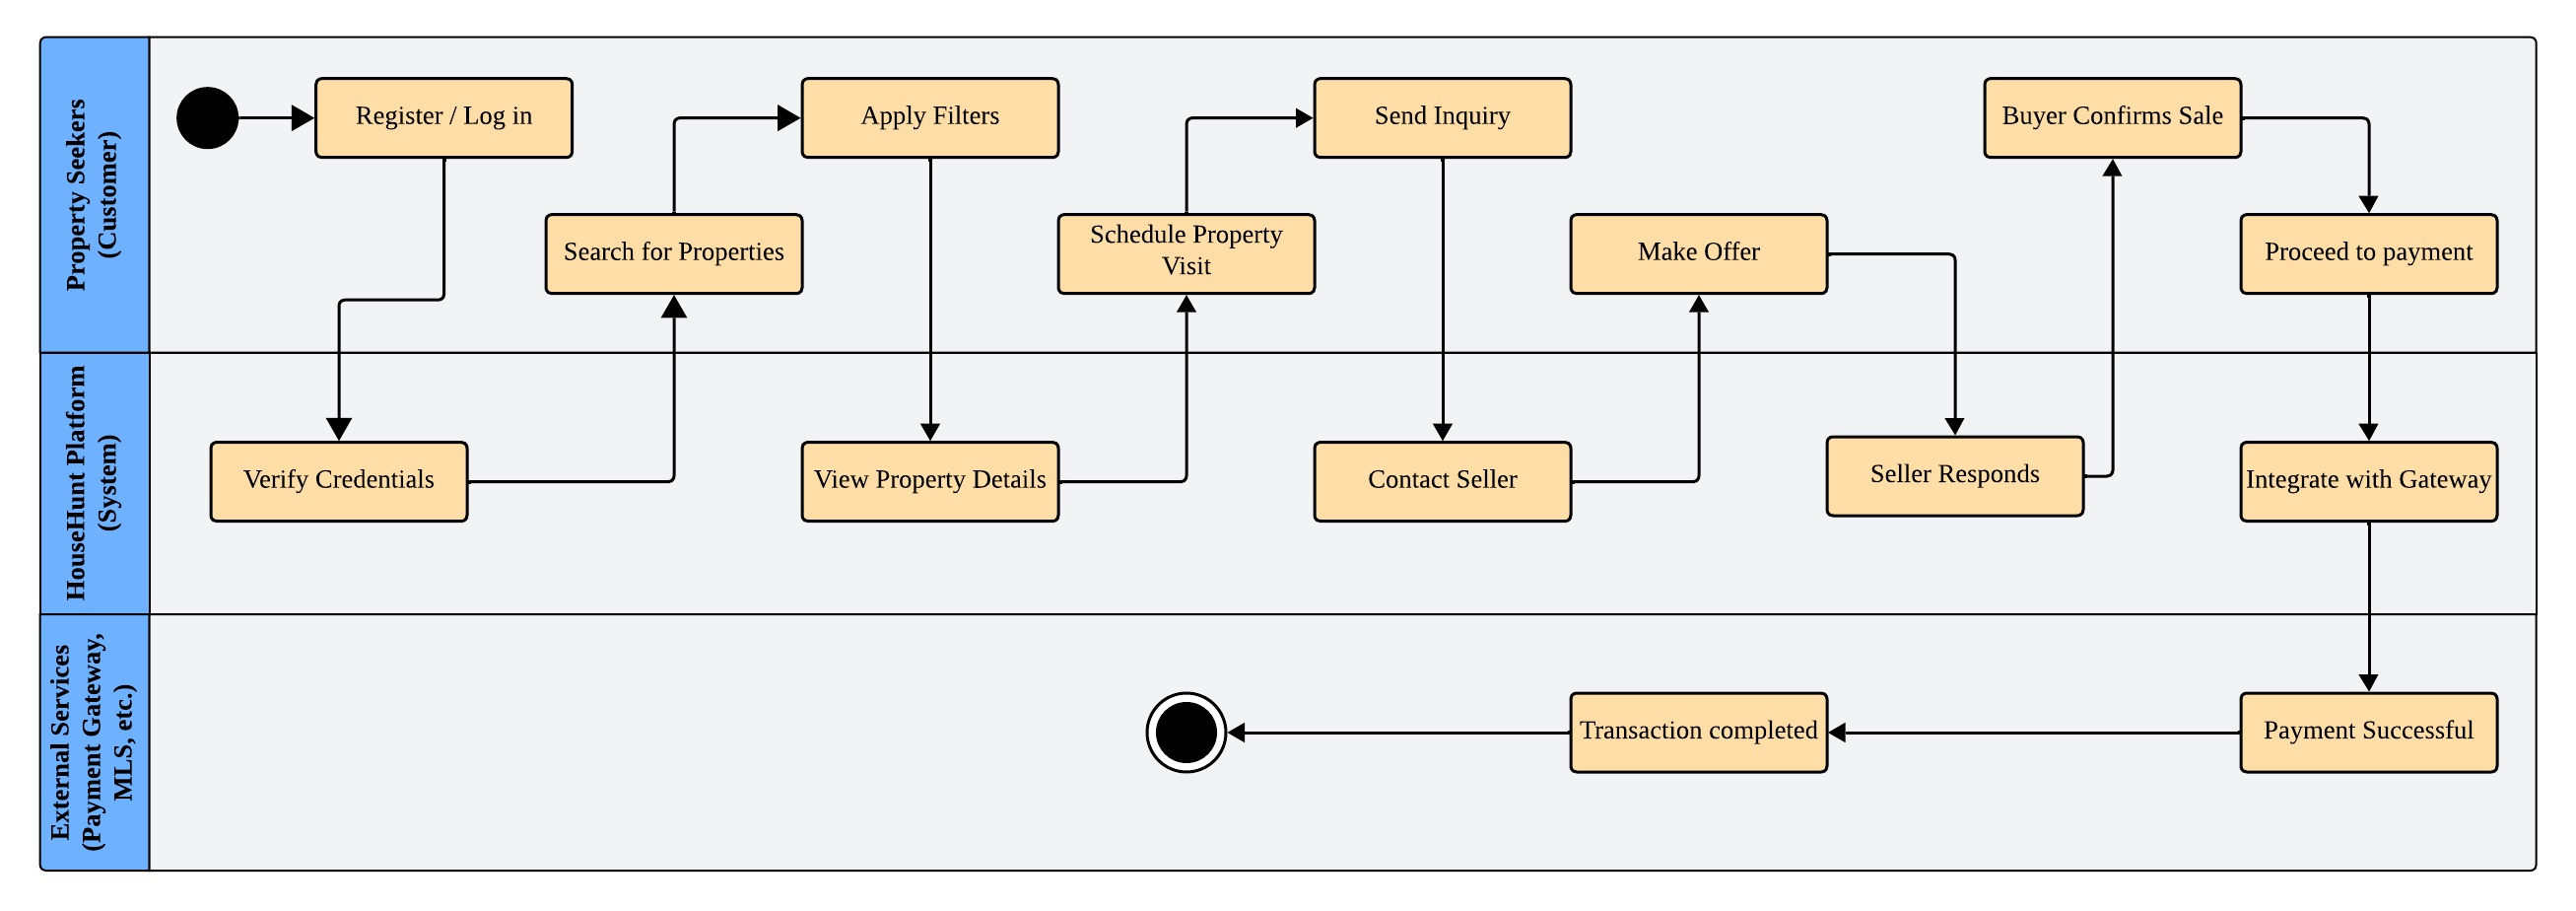 Property Seekers
(Customer)
Register / Log in
Apply Filters
Send Inquiry
Buyer Confirms Sale
Search for Properties
Schedule Property
Visit
Make Offer
Proceed to payment
HouseHunt Platform
(System)
Verify Credentials
View Property Details
Contact Seller
Seller Responds
Integrate with Gateway
External Services
(Payment Gateway,
MLS, etc.)
Transaction completed
Payment Successful